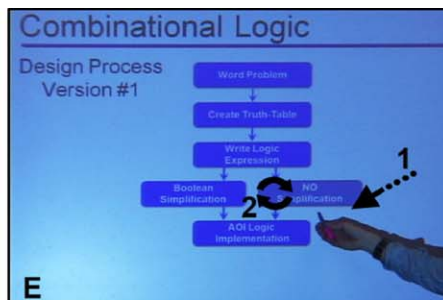 Combinational Logic
Design Process
Version #1
Word Problem
Create Truth-Table
Write Logic
Expression
1
Boolean
Simplification
2
NO
Simplification
AOI Logic
Implementation
E